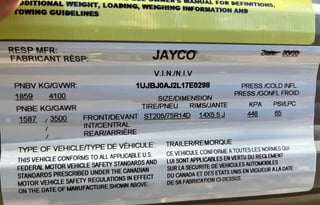 ADDITIONAL WEIGHT, LOADING, WEIGHING INFORMATION AND
TOWING GUIDELINES
RESP MFR:
FABRICANT RÉSP: JAYCO
V.I.N./N.I.V
PNBV KG/GVWR: 1UJBJ0AJ2L17E0298 PRESS./COLD INFL
1859 4100 SIZE/DIMENSION PRESS./GONFL FROID
PNBE KG/GAWR: TIRE/PNEU RIMS/JANTE KPA PSI/LPC
1587 / 3500 FRONT/DEVANT ST205/75R14D 14X5.5 J 448 65
INT/CENTRAL
REAR/ARRIÈRE
TYPE OF VEHICLE/TYPE DE VÉHICULE: TRAILER/REMORQUE
THIS VEHICLE CONFORMS TO ALL APPLICABLE U.S.
FEDERAL MOTOR VEHICLE SAFETY STANDARDS AND
STANDARDS PRESCRIBED UNDER THE CANADIAN
MOTOR VEHICLE SAFETY REGULATIONS IN EFFECT
ON THE DATE OF MANUFACTURE SHOWN ABOVE.
CE VÉHICULE EST CONFORME À TOUTES LES NORMES QUI
LUI SONT APPLICABLES EN VERTU DU RÈGLEMENT
SUR LA SÉCURITÉ DE VÉHICULES AUTOMOBILES
DU CANADA ET DES ÉTATS UNIS EN VIGUEUR À LA DATE
DE SA FABRICATION CI-DESSUS.